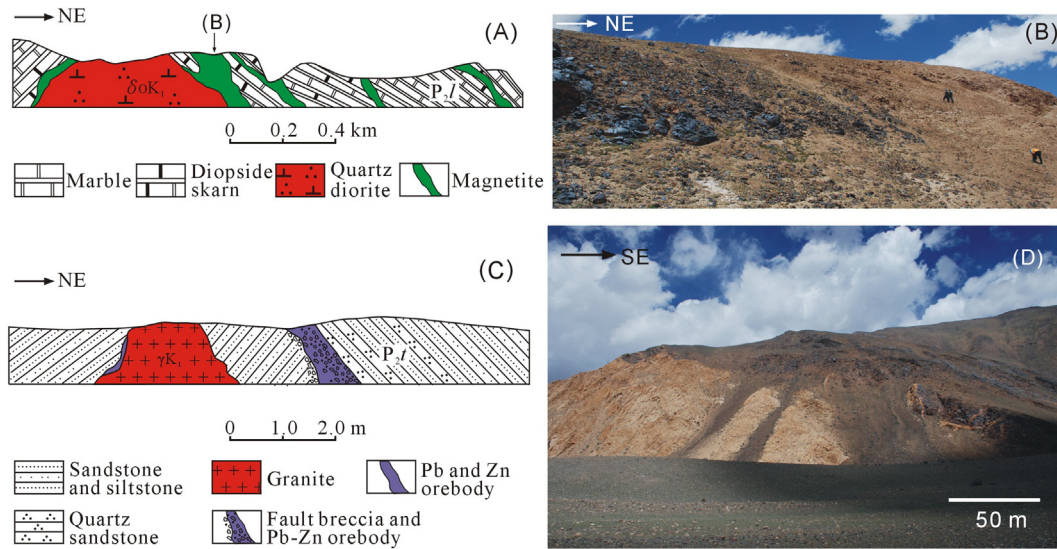 NE
(B)
(A)
δοK₁
P₂l
0 0.2 0.4 km
Marble
Diopside
skarn
Quartz
diorite
Magnetite
NE
(B)
NE
(C)
γK₁
P₂t
0 1.0 2.0 m
Sandstone
and siltstone
Granite
Pb and Zn
orebody
Quartz
sandstone
Fault breccia and
Pb-Zn orebody
SE
(D)
50 m